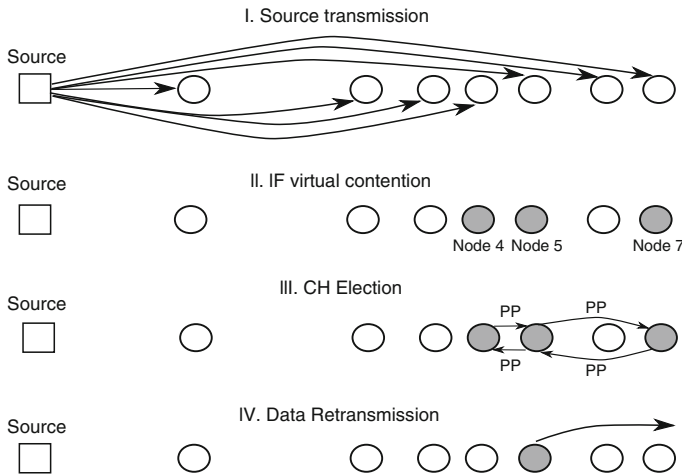 I. Source transmission
Source
II. IF virtual contention
Source
Node 4 Node 5 Node 7
III. CH Election
Source
PP PP
PP PP
IV. Data Retransmission
Source